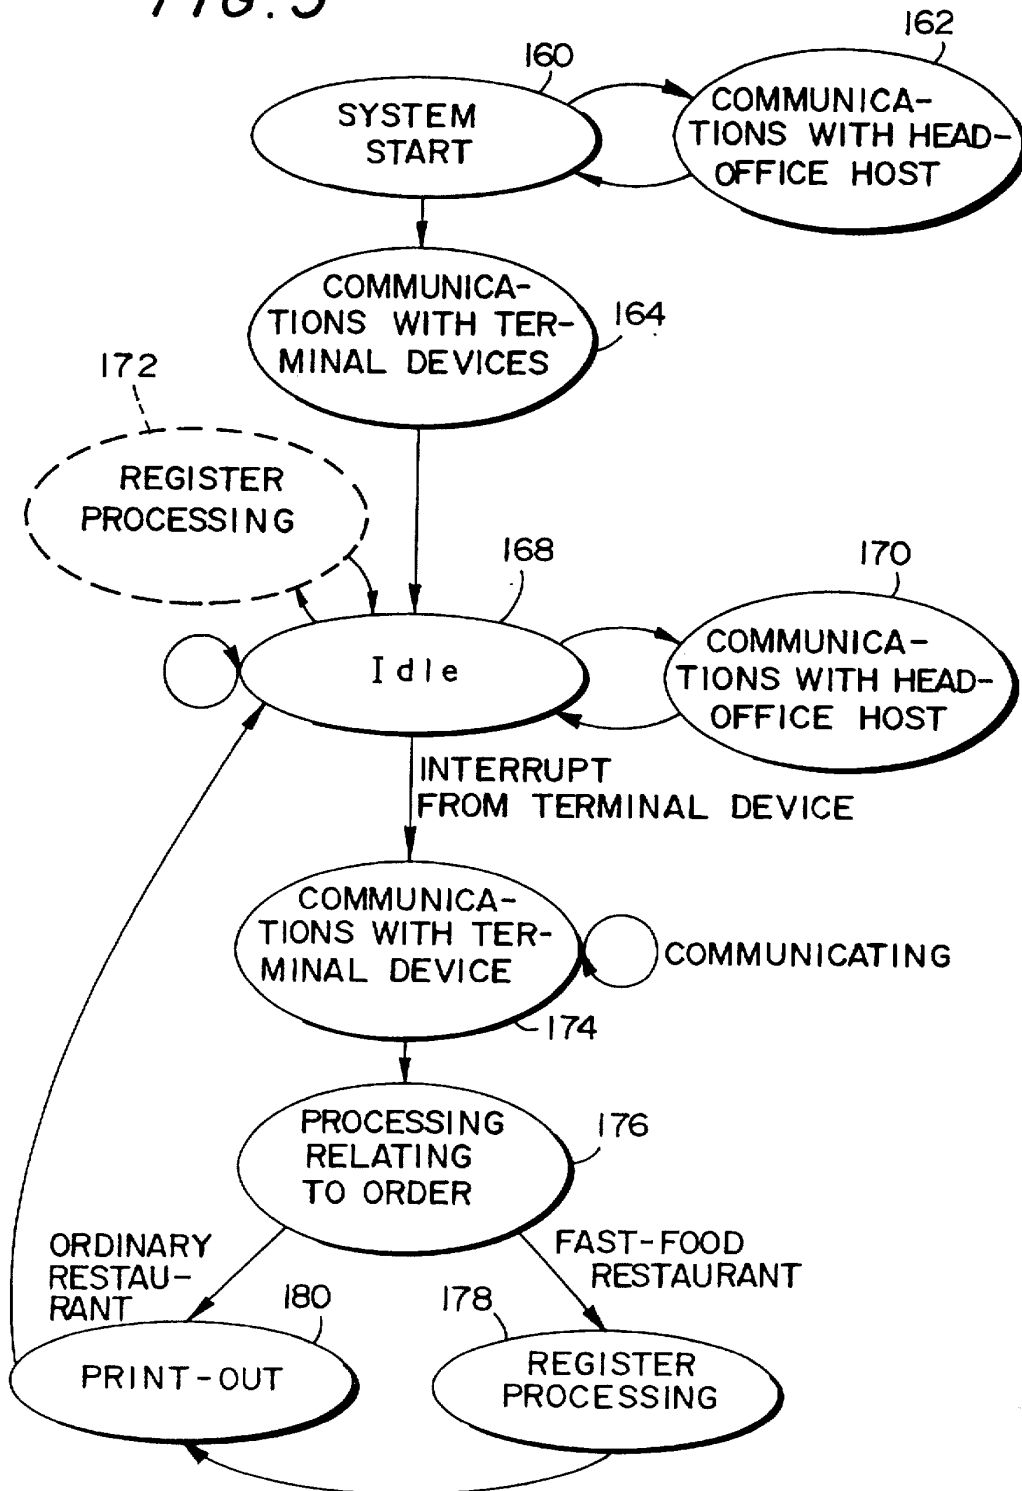 FIG. 5
160
162
SYSTEM
START
COMMUNICA-
TIONS WITH HEAD-
OFFICE HOST
COMMUNICA-
TIONS WITH TER-
MINAL DEVICES
164
172
REGISTER
PROCESSING
168
170
Idle
COMMUNICA-
TIONS WITH HEAD-
OFFICE HOST
INTERRUPT
FROM TERMINAL DEVICE
COMMUNICA-
TIONS WITH TER-
MINAL DEVICE
COMMUNICATING
174
PROCESSING
RELATING
TO ORDER
176
ORDINARY
RESTAU-
RANT
FAST-FOOD
RESTAURANT
180
178
PRINT-OUT
REGISTER
PROCESSING